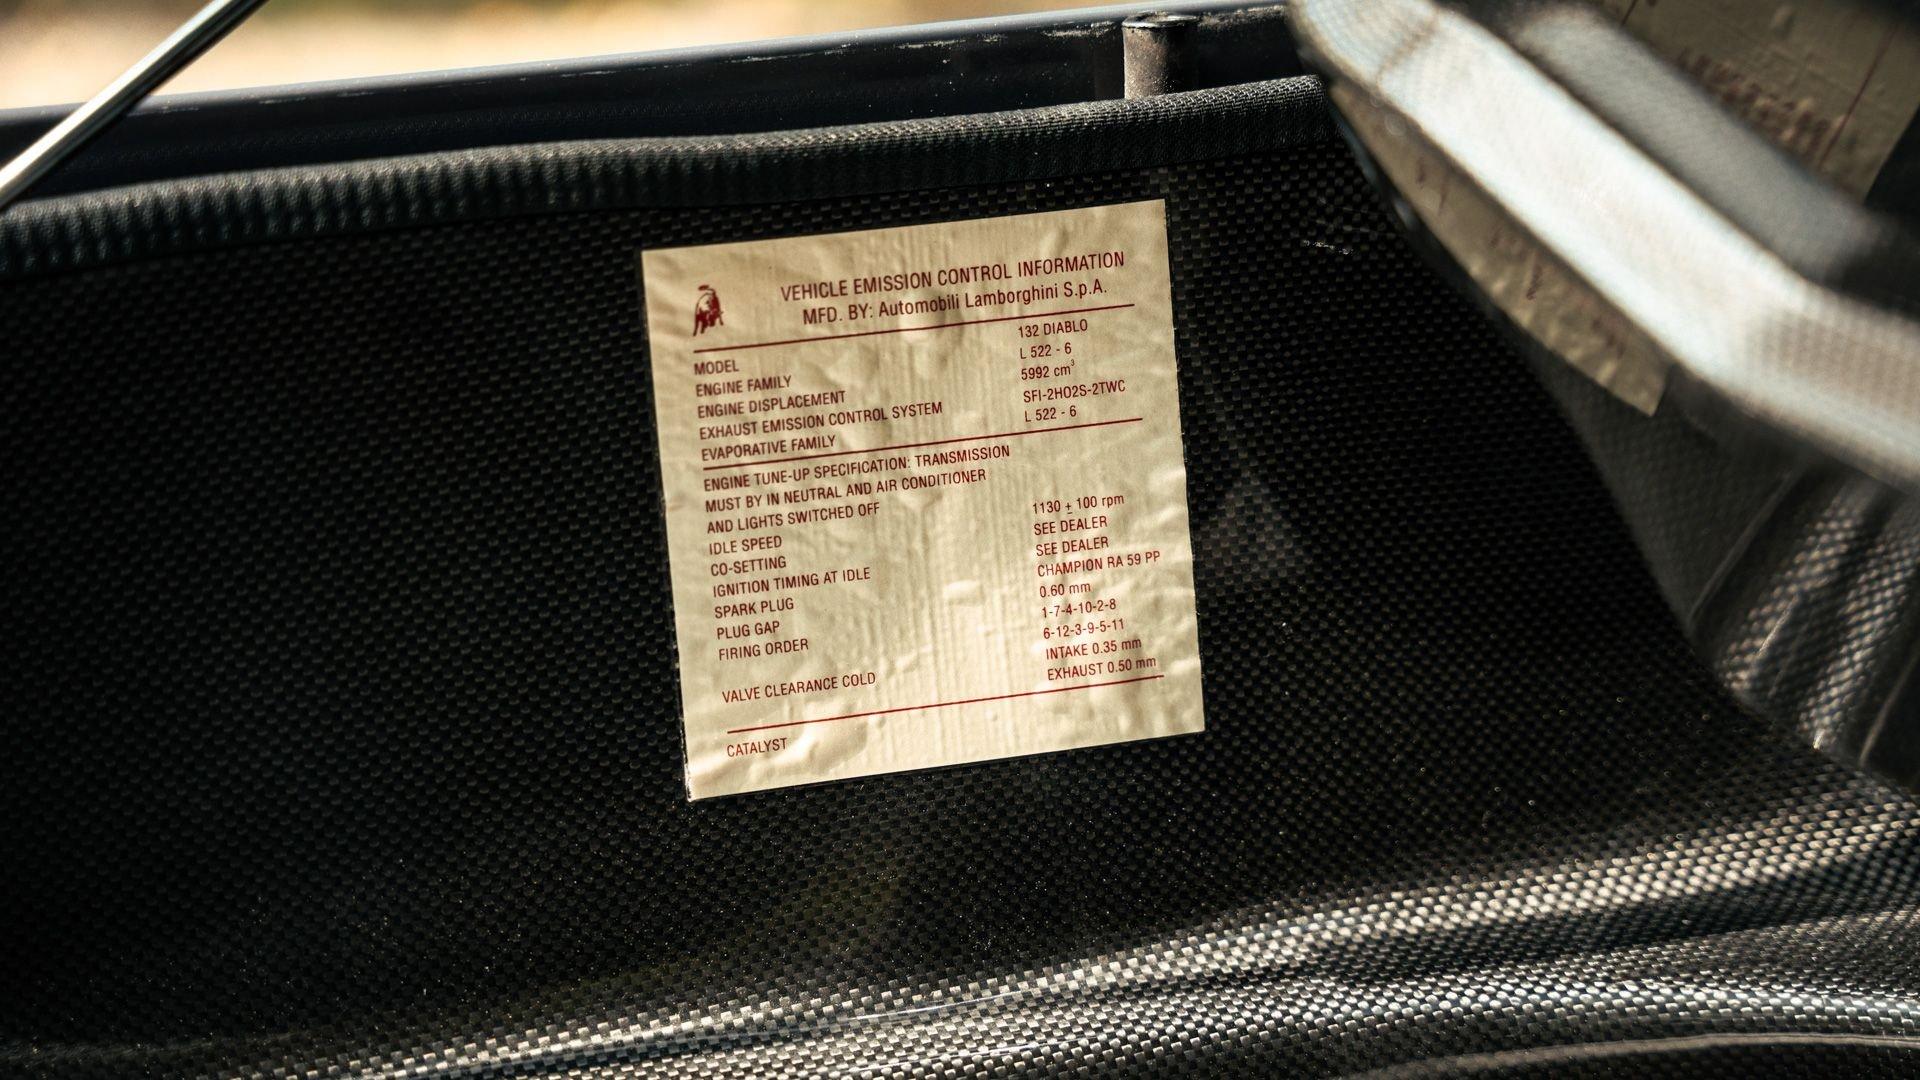 VEHICLE EMISSION CONTROL INFORMATION
MFD. BY: Automobili Lamborghini S.p.A.
MODEL 132 DIABLO
ENGINE FAMILY L 522 - 6
ENGINE DISPLACEMENT 5992 cm³
EXHAUST EMISSION CONTROL SYSTEM SFI-2HO2S-2TWC
EVAPORATIVE FAMILY L 522 - 6
ENGINE TUNE-UP SPECIFICATION: TRANSMISSION
MUST BY IN NEUTRAL AND AIR CONDITIONER
AND LIGHTS SWITCHED OFF
IDLE SPEED 1130 ± 100 rpm
CO-SETTING SEE DEALER
IGNITION TIMING AT IDLE SEE DEALER
SPARK PLUG CHAMPION RA 59 PP
PLUG GAP 0.60 mm
FIRING ORDER 1-7-4-10-2-8
6-12-3-9-5-11
INTAKE 0.35 mm
VALVE CLEARANCE COLD EXHAUST 0.50 mm
CATALYST